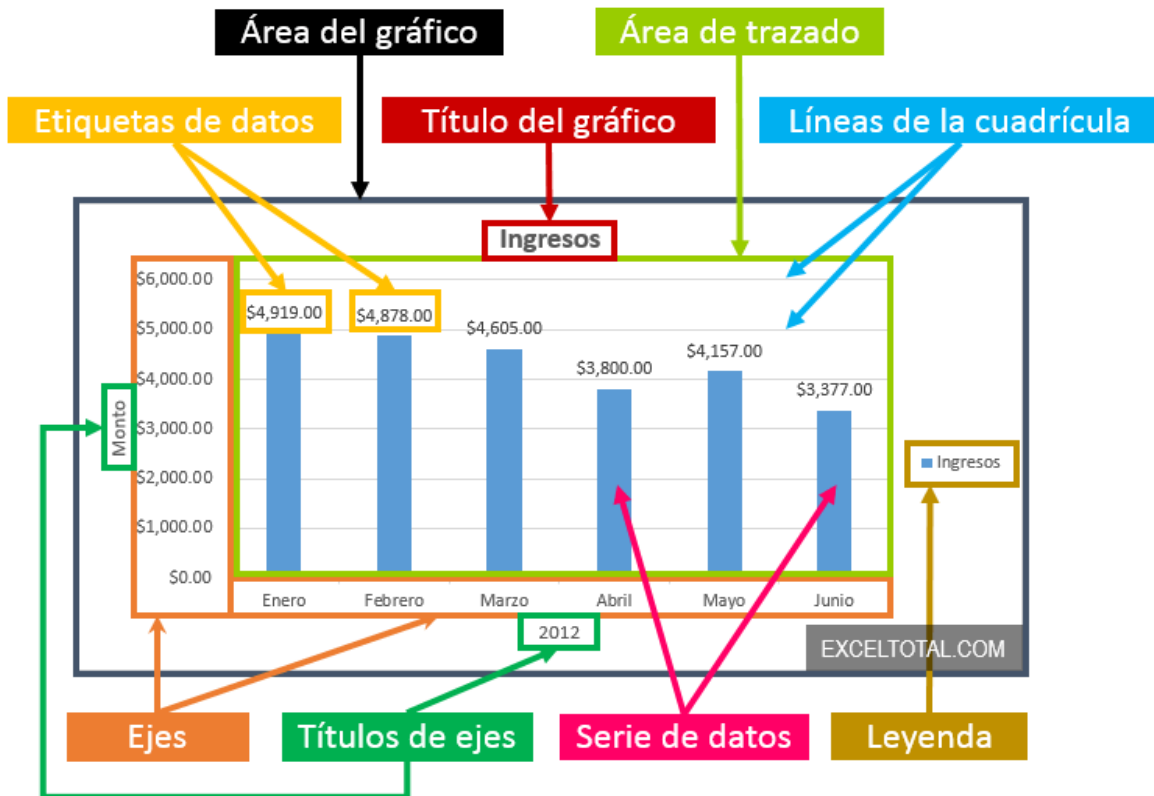 Área del gráfico
Área de trazado
Etiquetas de datos
Título del gráfico
Líneas de la cuadrícula
Ingresos
$6,000.00
$5,000.00
$4,000.00
$3,000.00
$2,000.00
$1,000.00
$0.00
Monto
$4,919.00
$4,878.00
$4,605.00
$3,800.00
$4,157.00
$3,377.00
Ingresos
Enero
Febrero
Marzo
Abril
Mayo
Junio
2012
EXCELTOTAL.COM
Ejes
Títulos de ejes
Serie de datos
Leyenda